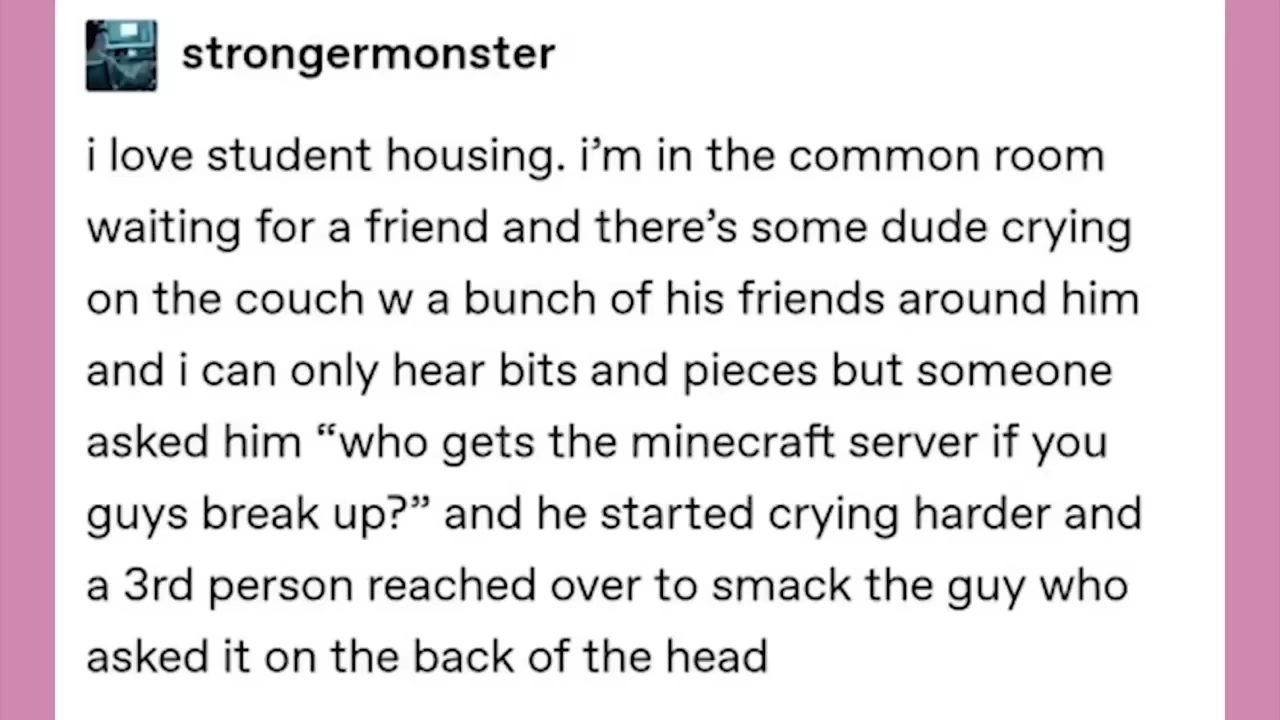 strongermonster
i love student housing. i’m in the common room
waiting for a friend and there’s some dude crying
on the couch w a bunch of his friends around him
and i can only hear bits and pieces but someone
asked him “who gets the minecraft server if you
guys break up?” and he started crying harder and
a 3rd person reached over to smack the guy who
asked it on the back of the head